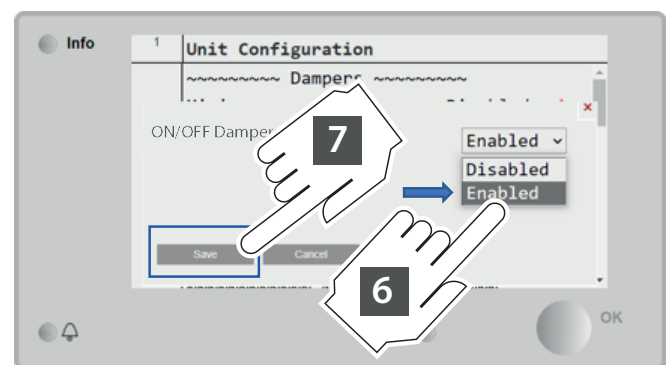 Info
1 Unit Configuration
~~~~~~~~~ Dampers ~~~~~~~~~
ON/OFF Damper
7
Enabled
Disabled
Enabled
Save
Cancel
6
OK